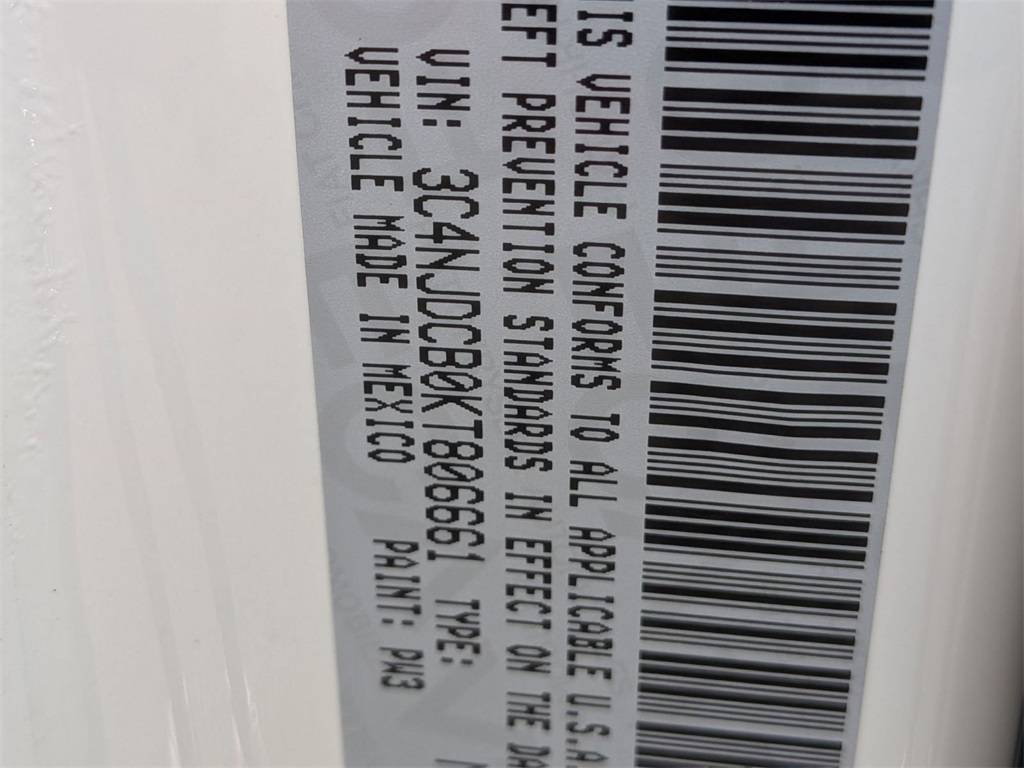 HIS VEHICLE CONFORMS TO ALL APPLICABLE U.S.A.
EFT PREVENTION STANDARDS IN EFFECT ON THE DA
VIN: 3C4NJDCB0KT806661 TYPE:
VEHICLE MADE IN MEXICO PAINT: PW3